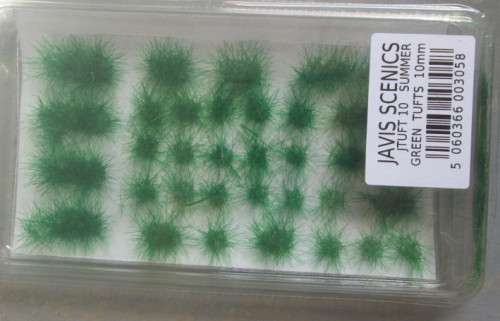 JAVIS SCENICS
JTUFT 10 SUMMER
GREEN TUFTS 10mm
5 060366 003058